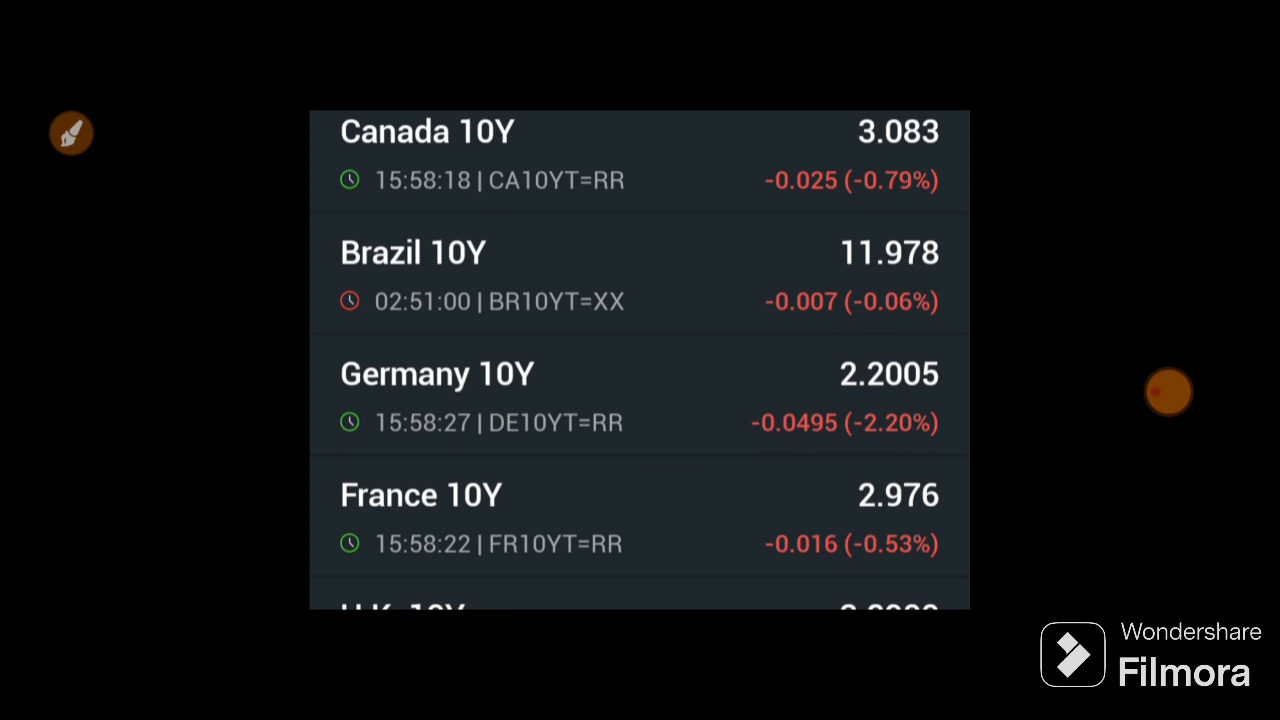 Canada 10Y 3.083
15:58:18 | CA10YT=RR -0.025 (-0.79%)
Brazil 10Y 11.978
02:51:00 | BR10YT=XX -0.007 (-0.06%)
Germany 10Y 2.2005
15:58:27 | DE10YT=RR -0.0495 (-2.20%)
France 10Y 2.976
15:58:22 | FR10YT=RR -0.016 (-0.53%)
U.K. 10Y
Wondershare
Filmora